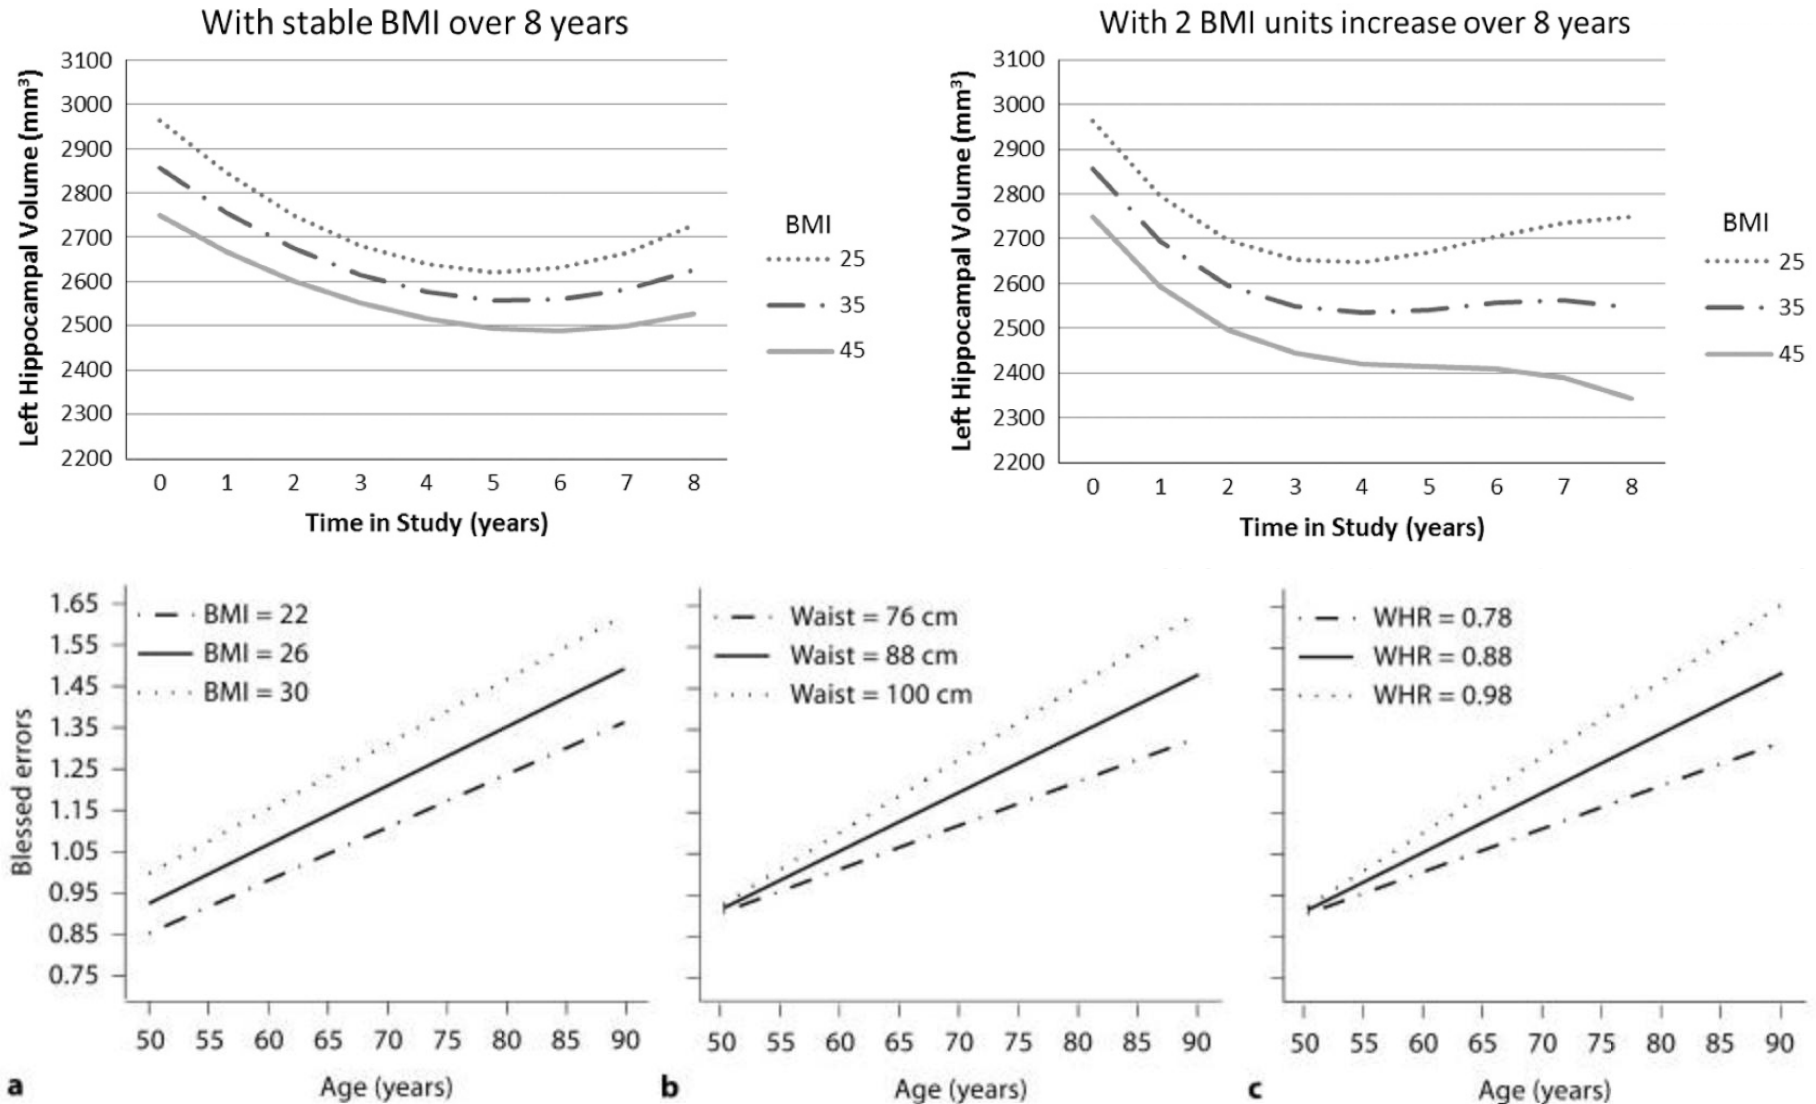 With stable BMI over 8 years
Left Hippocampal Volume (mm³)
3100
3000
2900
2800
2700
2600
2500
2400
2300
2200
0 1 2 3 4 5 6 7 8
Time in Study (years)
BMI
25
35
45
With 2 BMI units increase over 8 years
Left Hippocampal Volume (mm³)
3100
3000
2900
2800
2700
2600
2500
2400
2300
2200
0 1 2 3 4 5 6 7 8
Time in Study (years)
BMI
25
35
45
Blessed errors
1.65
1.55
1.45
1.35
1.25
1.15
1.05
0.95
0.85
0.75
BMI = 22
BMI = 26
BMI = 30
50 55 60 65 70 75 80 85 90
a
Age (years)
Waist = 76 cm
Waist = 88 cm
Waist = 100 cm
50 55 60 65 70 75 80 85 90
b
Age (years)
WHR = 0.78
WHR = 0.88
WHR = 0.98
50 55 60 65 70 75 80 85 90
c
Age (years)